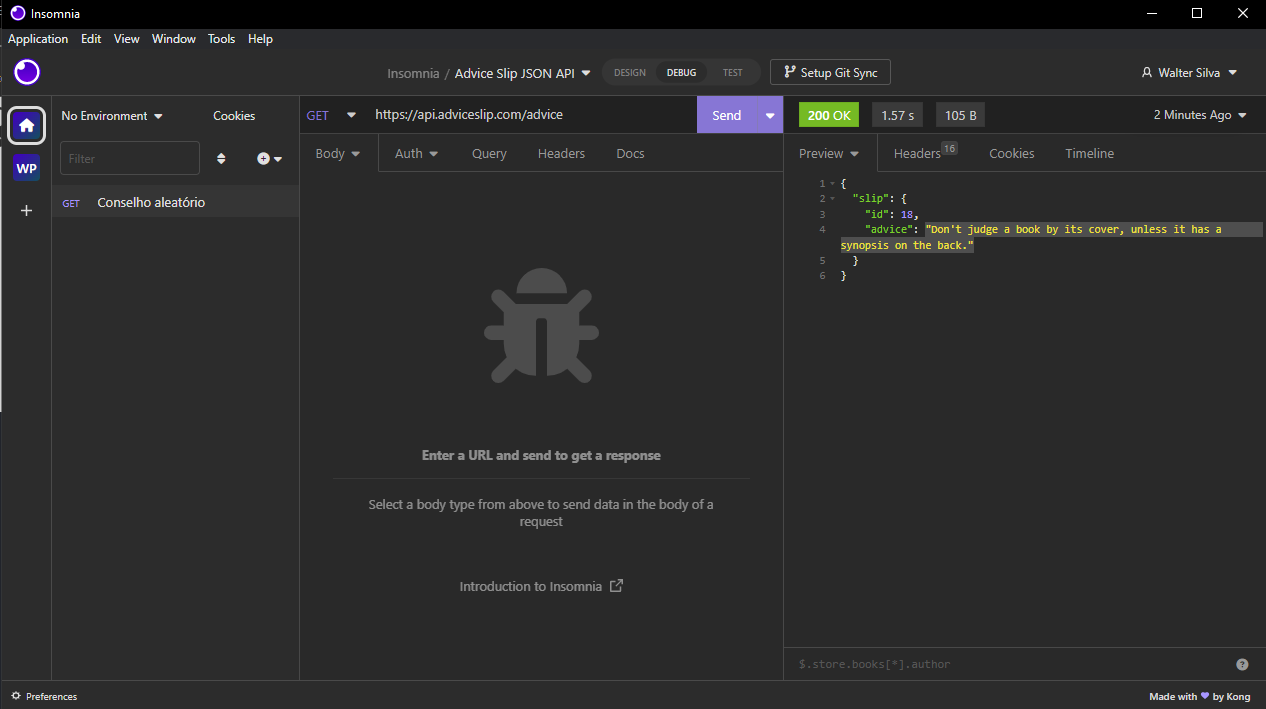 Insomnia
Application Edit View Window Tools Help
Insomnia / Advice Slip JSON API DESIGN DEBUG TEST Setup Git Sync Walter Silva
No Environment Cookies
GET https://api.adviceslip.com/advice Send
200 OK 1.57 s 105 B 2 Minutes Ago
Filter
WP
GET Conselho aleatório
Body Auth Query Headers Docs
Enter a URL and send to get a response
Select a body type from above to send data in the body of a
request
Introduction to Insomnia
Preview Headers 16 Cookies Timeline
1 {
2 "slip": {
3 "id": 18,
4 "advice": "Don't judge a book by its cover, unless it has a
synopsis on the back."
5 }
6 }
$.store.books[*].author
Preferences
Made with by Kong